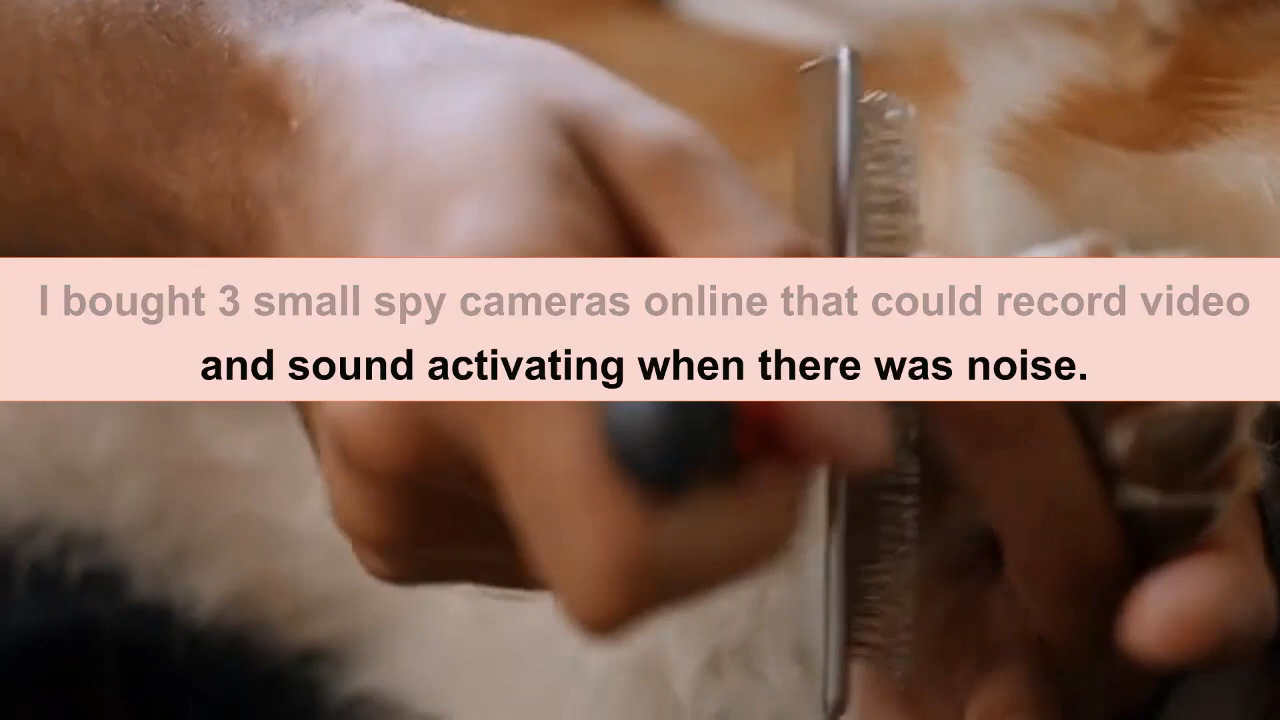 I bought 3 small spy cameras online that could record video
and sound activating when there was noise.